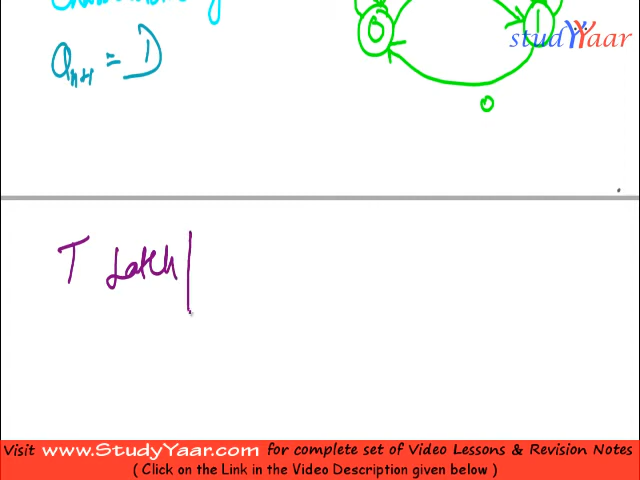 Qn+1 = D
0 1
studYYaar
0
T Latch
Visit www.StudyYaar.com for complete set of Video Lessons & Revision Notes
( Click on the Link in the Video Description given below )